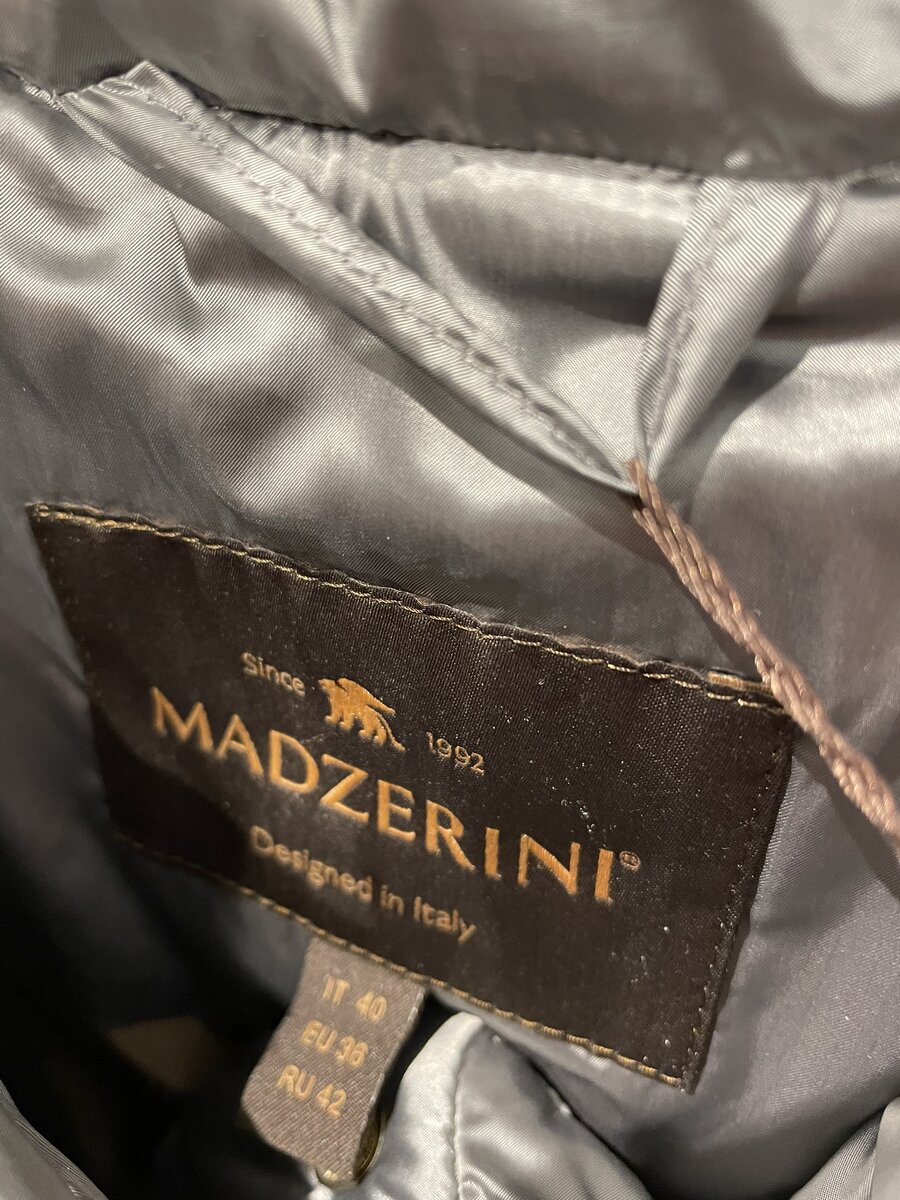 Since 1992
MADZERINI®
Designed in Italy
IT 40
EU 36
RU 42